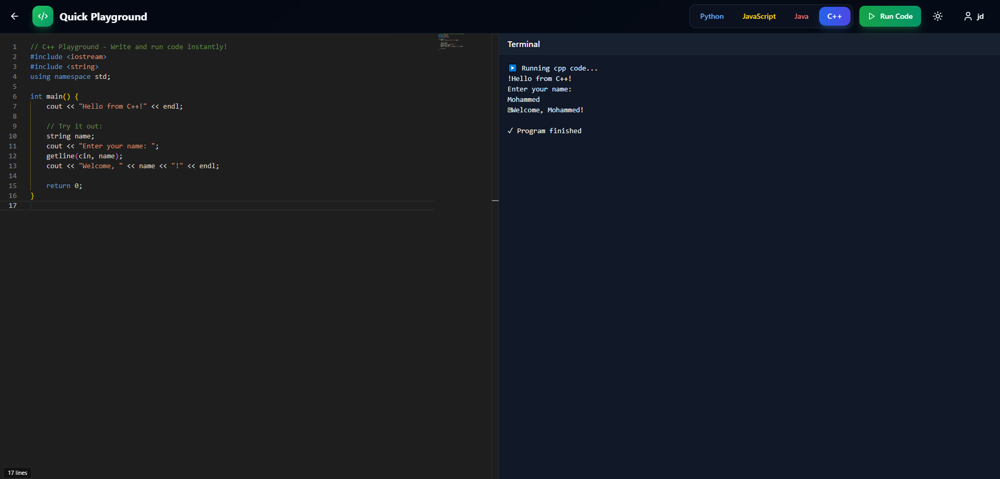 Quick Playground
Python JavaScript Java C++ Run Code jd
1 // C++ Playground - Write and run code instantly!
2 #include <iostream>
3 #include <string>
4 using namespace std;
5
6 int main() {
7 cout << "Hello from C++!" << endl;
8
9 // Try it out:
10 string name;
11 cout << "Enter your name: ";
12 getline(cin, name);
13 cout << "Welcome, " << name << "!" << endl;
14
15 return 0;
16 }
17
17 lines
Terminal
Running cpp code...
!Hello from C++!
Enter your name:
Mohammed
Welcome, Mohammed!
✓ Program finished